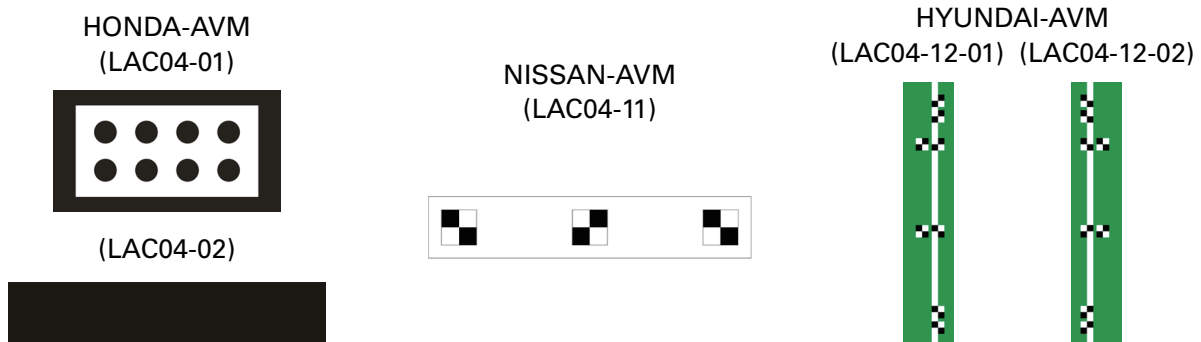 HONDA-AVM
(LAC04-01)
(LAC04-02)
NISSAN-AVM
(LAC04-11)
HYUNDAI-AVM
(LAC04-12-01) (LAC04-12-02)